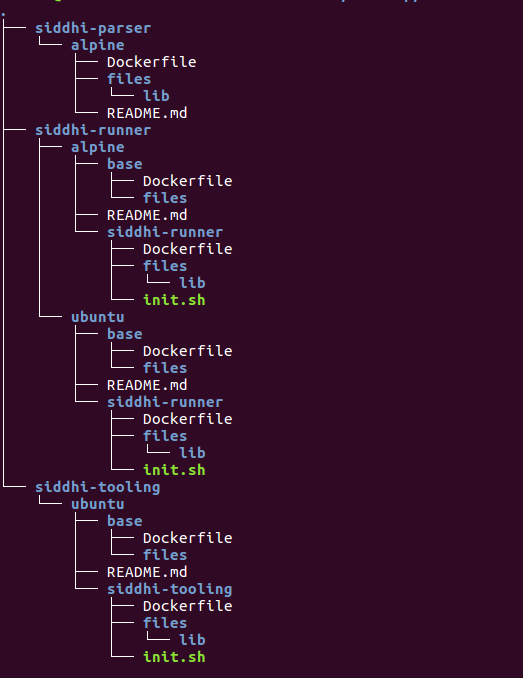 .
├── siddhi-parser
│   └── alpine
│       ├── Dockerfile
│       ├── files
│       │   └── lib
│       └── README.md
├── siddhi-runner
│   ├── alpine
│   │   ├── base
│   │   │   ├── Dockerfile
│   │   │   └── files
│   │   ├── README.md
│   │   └── siddhi-runner
│   │       ├── Dockerfile
│   │       ├── files
│   │       │   └── lib
│   │       └── init.sh
│   └── ubuntu
│       ├── base
│       │   ├── Dockerfile
│       │   └── files
│       ├── README.md
│       └── siddhi-runner
│           ├── Dockerfile
│           ├── files
│           │   └── lib
│           └── init.sh
└── siddhi-tooling
    └── ubuntu
        ├── base
        │   ├── Dockerfile
        │   └── files
        ├── README.md
        └── siddhi-tooling
            ├── Dockerfile
            ├── files
            │   └── lib
            └── init.sh